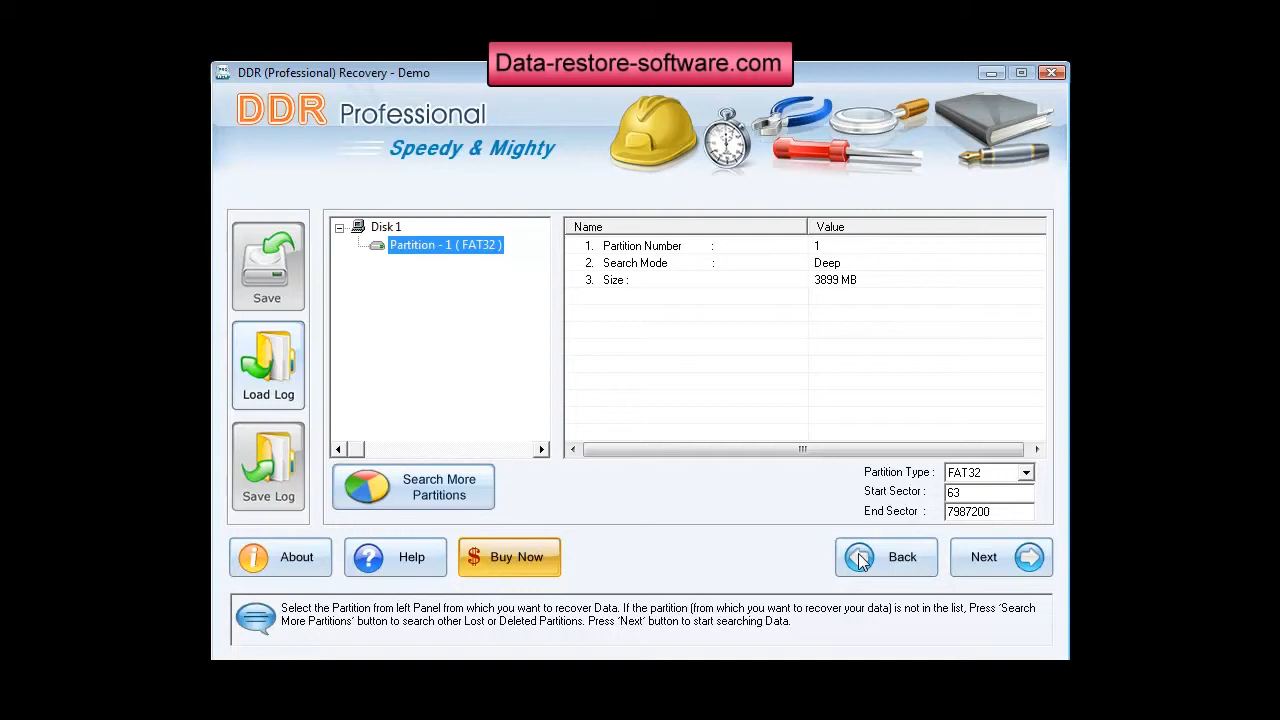 Data-restore-software.com
DDR (Professional) Recovery - Demo
DDR Professional
Speedy & Mighty
Save
Load Log
Save Log
Disk 1
Partition - 1 ( FAT32 )
Name Value
1. Partition Number : 1
2. Search Mode : Deep
3. Size : 3899 MB
Search More
Partitions
Partition Type : FAT32
Start Sector : 63
End Sector : 7987200
About
Help
Buy Now
Back
Next
Select the Partition from left Panel from which you want to recover Data. If the partition (from which you want to recover your data) is not in the list, Press 'Search
More Partitions' button to search other Lost or Deleted Partitions. Press 'Next' button to start searching Data.